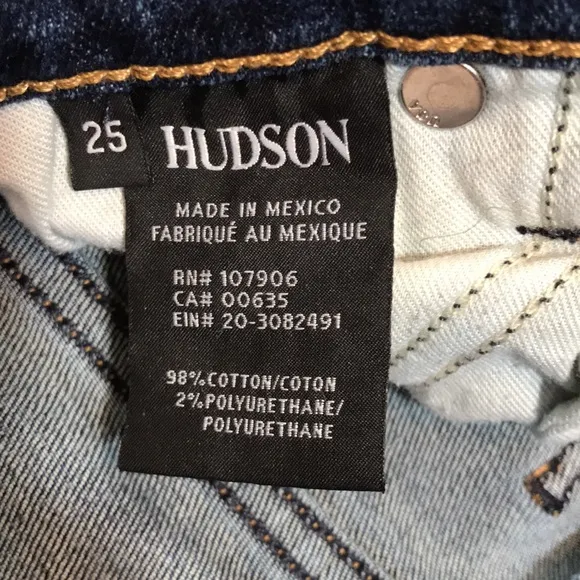 25
HUDSON
MADE IN MEXICO
FABRIQUÉ AU MEXIQUE
RN# 107906
CA# 00635
EIN# 20-3082491
98%COTTON/COTON
2%POLYURETHANE/
POLYURETHANE